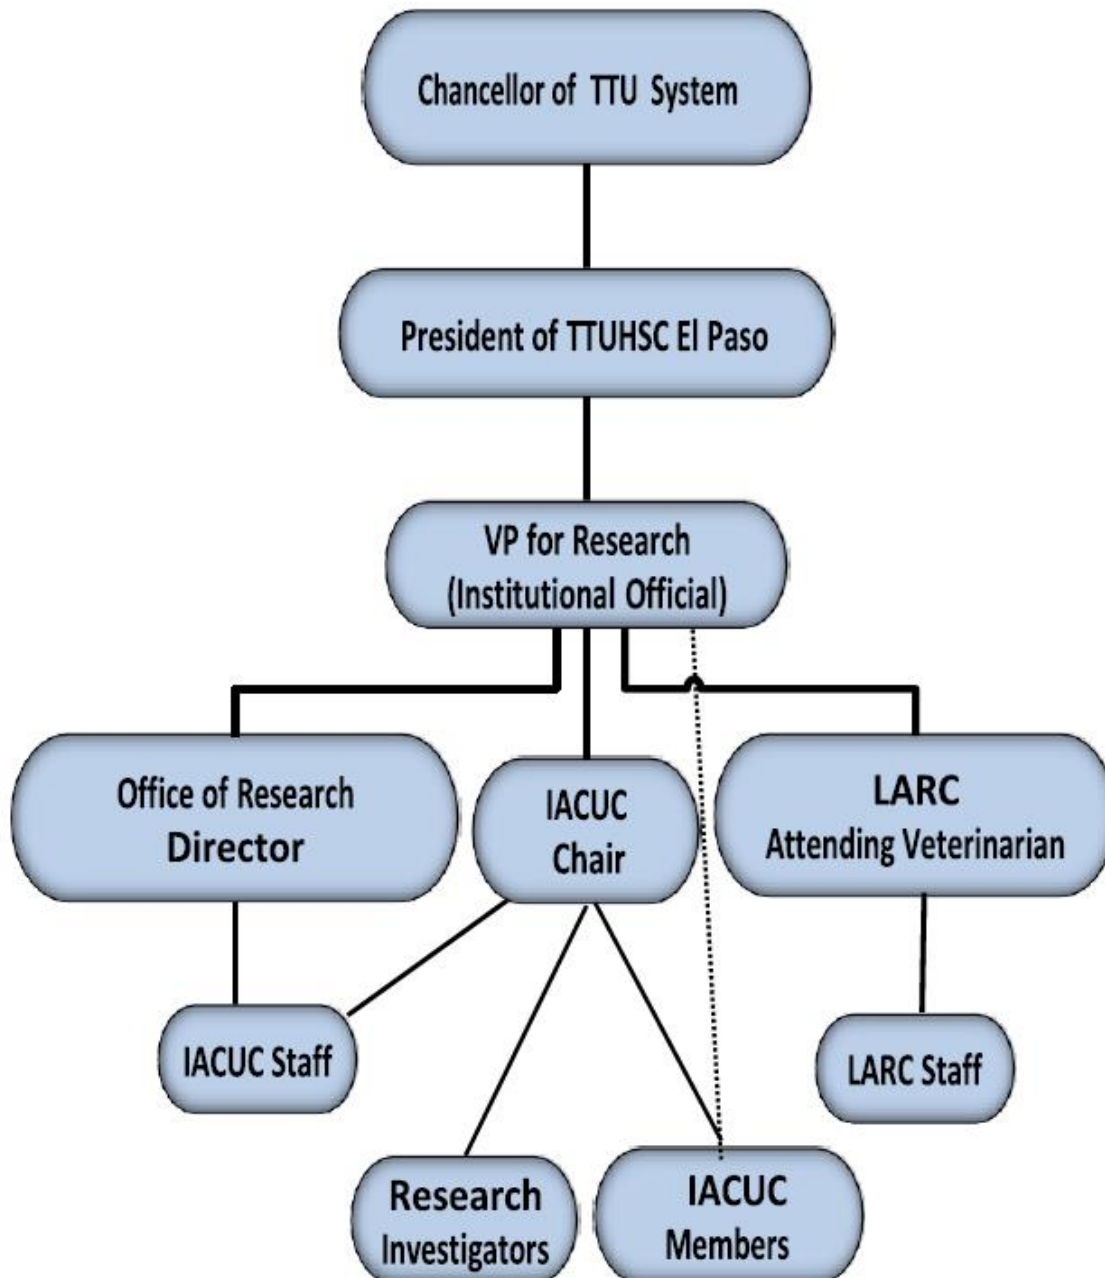 Chancellor of TTU System
President of TTUHSC El Paso
VP for Research
(Institutional Official)
Office of Research
Director
IACUC
Chair
LARC
Attending Veterinarian
IACUC Staff
LARC Staff
Research
Investigators
IACUC
Members